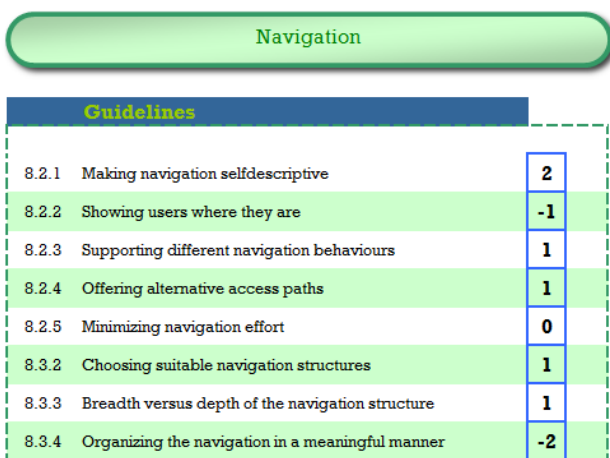 Navigation
Guidelines
8.2.1 Making navigation selfdescriptive 2
8.2.2 Showing users where they are -1
8.2.3 Supporting different navigation behaviours 1
8.2.4 Offering alternative access paths 1
8.2.5 Minimizing navigation effort 0
8.3.2 Choosing suitable navigation structures 1
8.3.3 Breadth versus depth of the navigation structure 1
8.3.4 Organizing the navigation in a meaningful manner -2